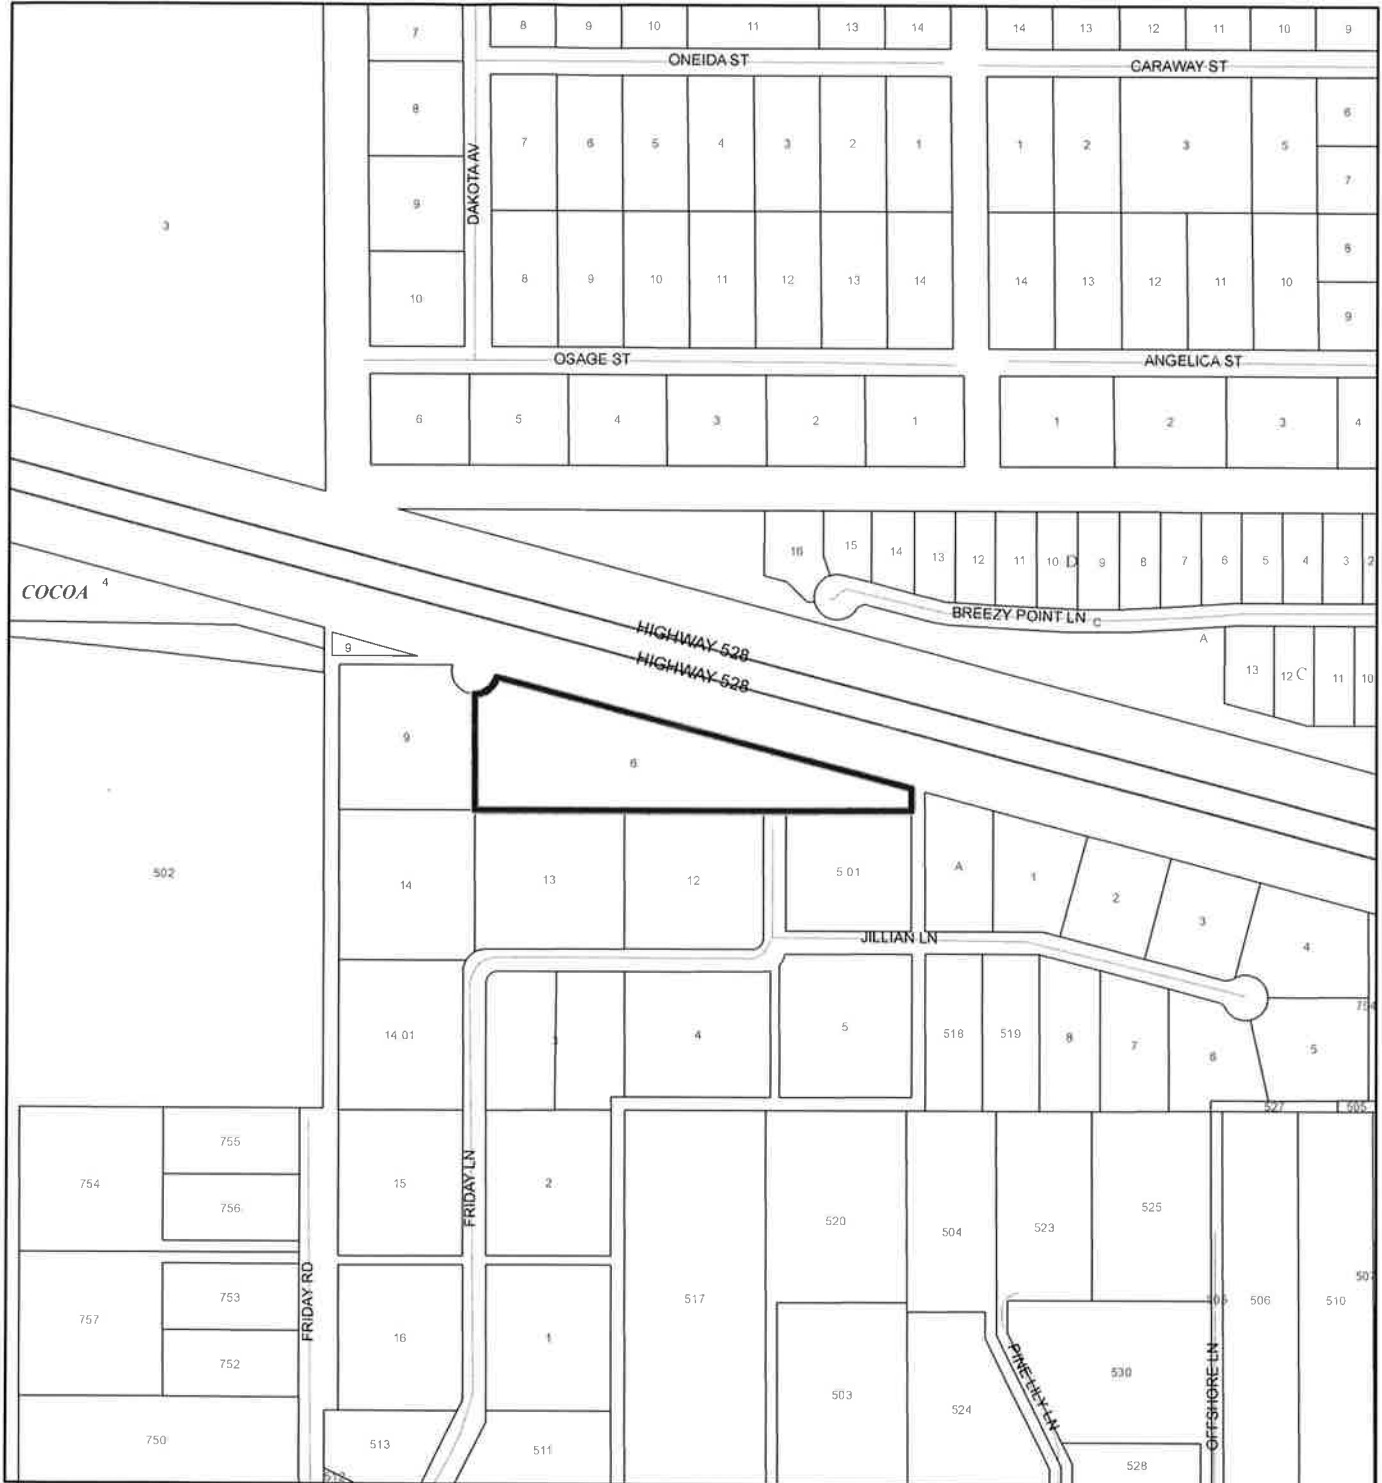 7 8 9 10 11 13 14 14 13 12 11 10 9
ONEIDA ST
CARAWAY ST
8
DAKOTA AV
7 6 5 4 3 2 1 1 2 3 5 6
7
3
9
8 9 10 11 12 13 14 14 13 12 11 10 8
10
9
OSAGE ST
ANGELICA ST
6 5 4 3 2 1 1 2 3 4
16 15 14 13 12 11 10 D 9 8 7 6 5 4 3 2
COCOA 4
BREEZY POINT LN C
A
HIGHWAY 528
HIGHWAY 528
9
13 12 C 11 10
9
6
502
14
13
12
5 01
A
1
2
3
4
JILLIAN LN
14 01
4
5
518
519
8
7
6
5
527
505
755
754
756
15
FRIDAY LN
2
520
504
523
525
507
753
757
752
FRIDAY RD
16
1
517
506
510
503
524
PINE LILY LN
530
OFFSHORE LN
750
513
511
528